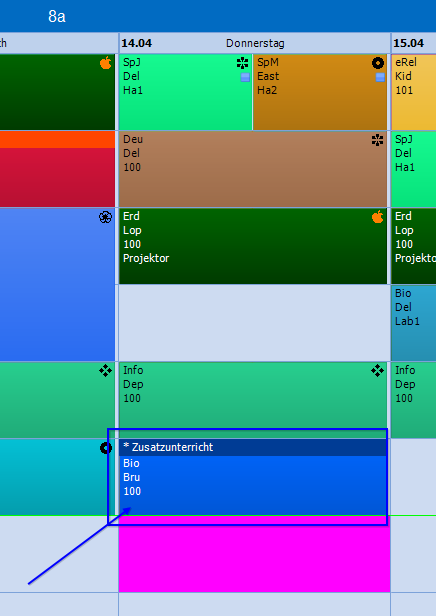 8a
h
14.04 Donnerstag
15.04
SpJ
Del
Ha1
SpM
East
Ha2
eRel
Kid
101
Deu
Del
100
SpJ
Del
Ha1
Erd
Lop
100
Projektor
Erd
Lop
100
Projekto
Bio
Del
Lab1
Info
Dep
100
Info
Dep
100
* Zusatzunterricht
Bio
Bru
100